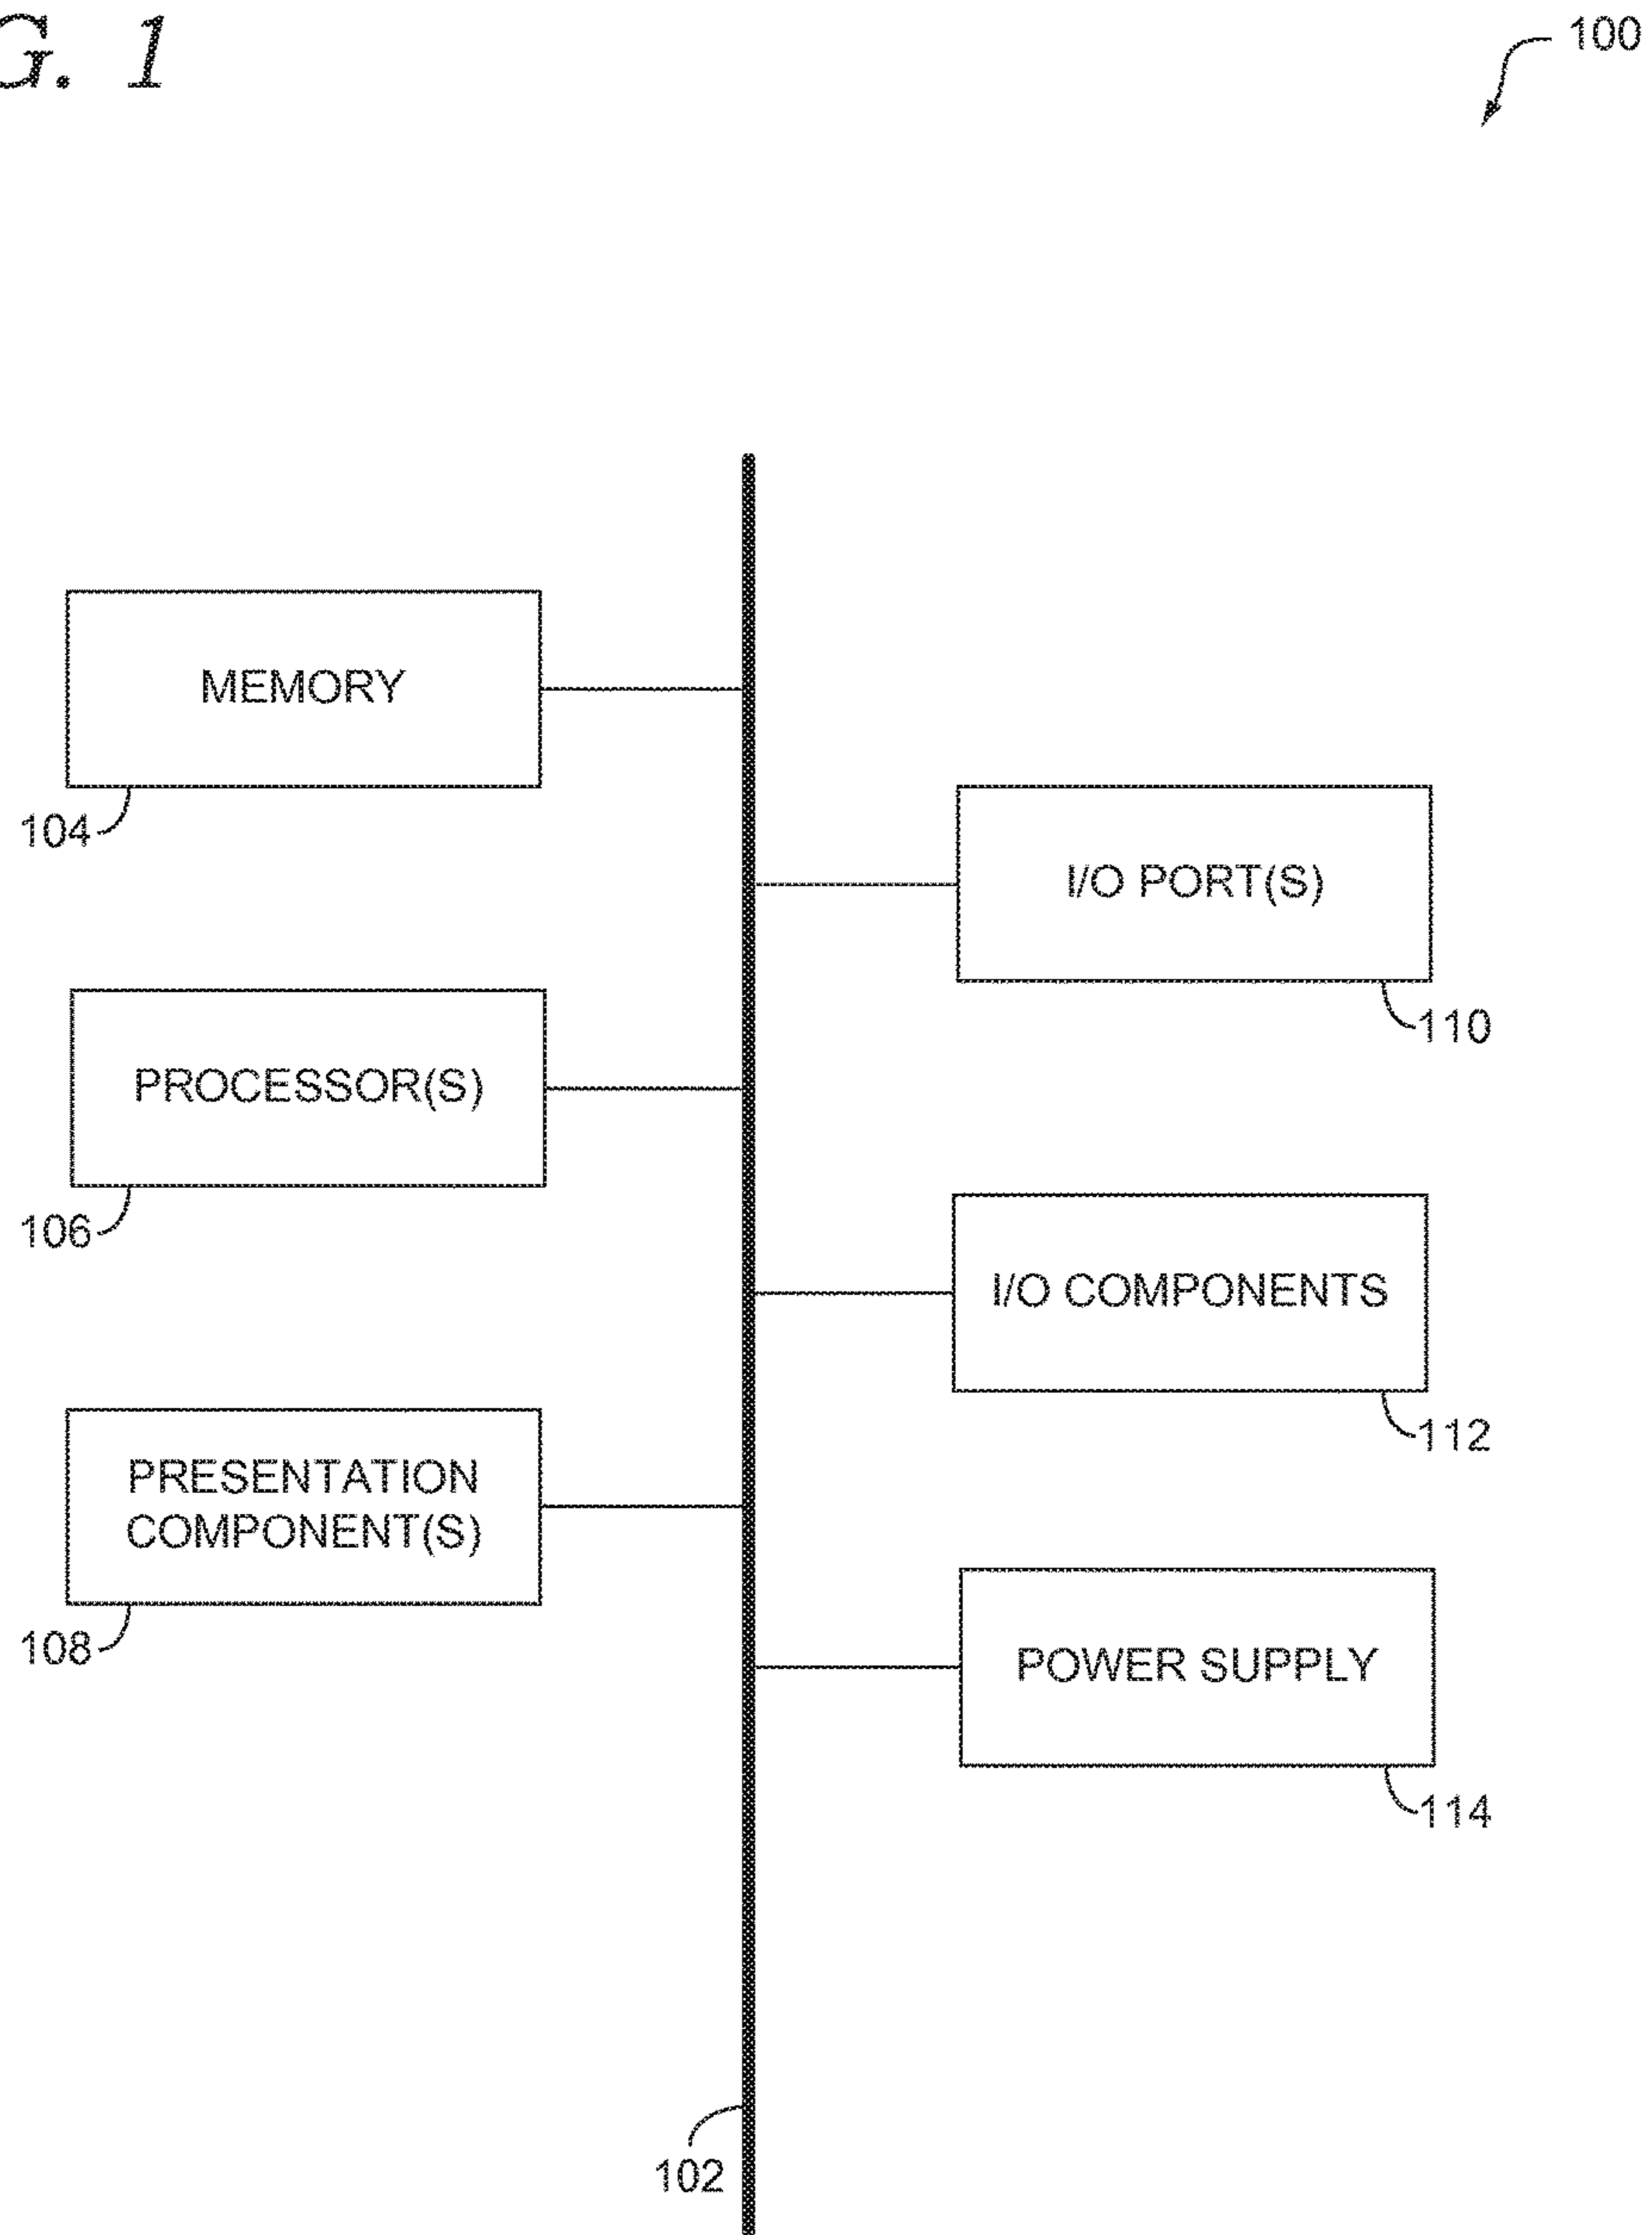 G. 1
100
MEMORY
104
I/O PORT(S)
110
PROCESSOR(S)
106
I/O COMPONENTS
112
PRESENTATION
COMPONENT(S)
108
POWER SUPPLY
114
102